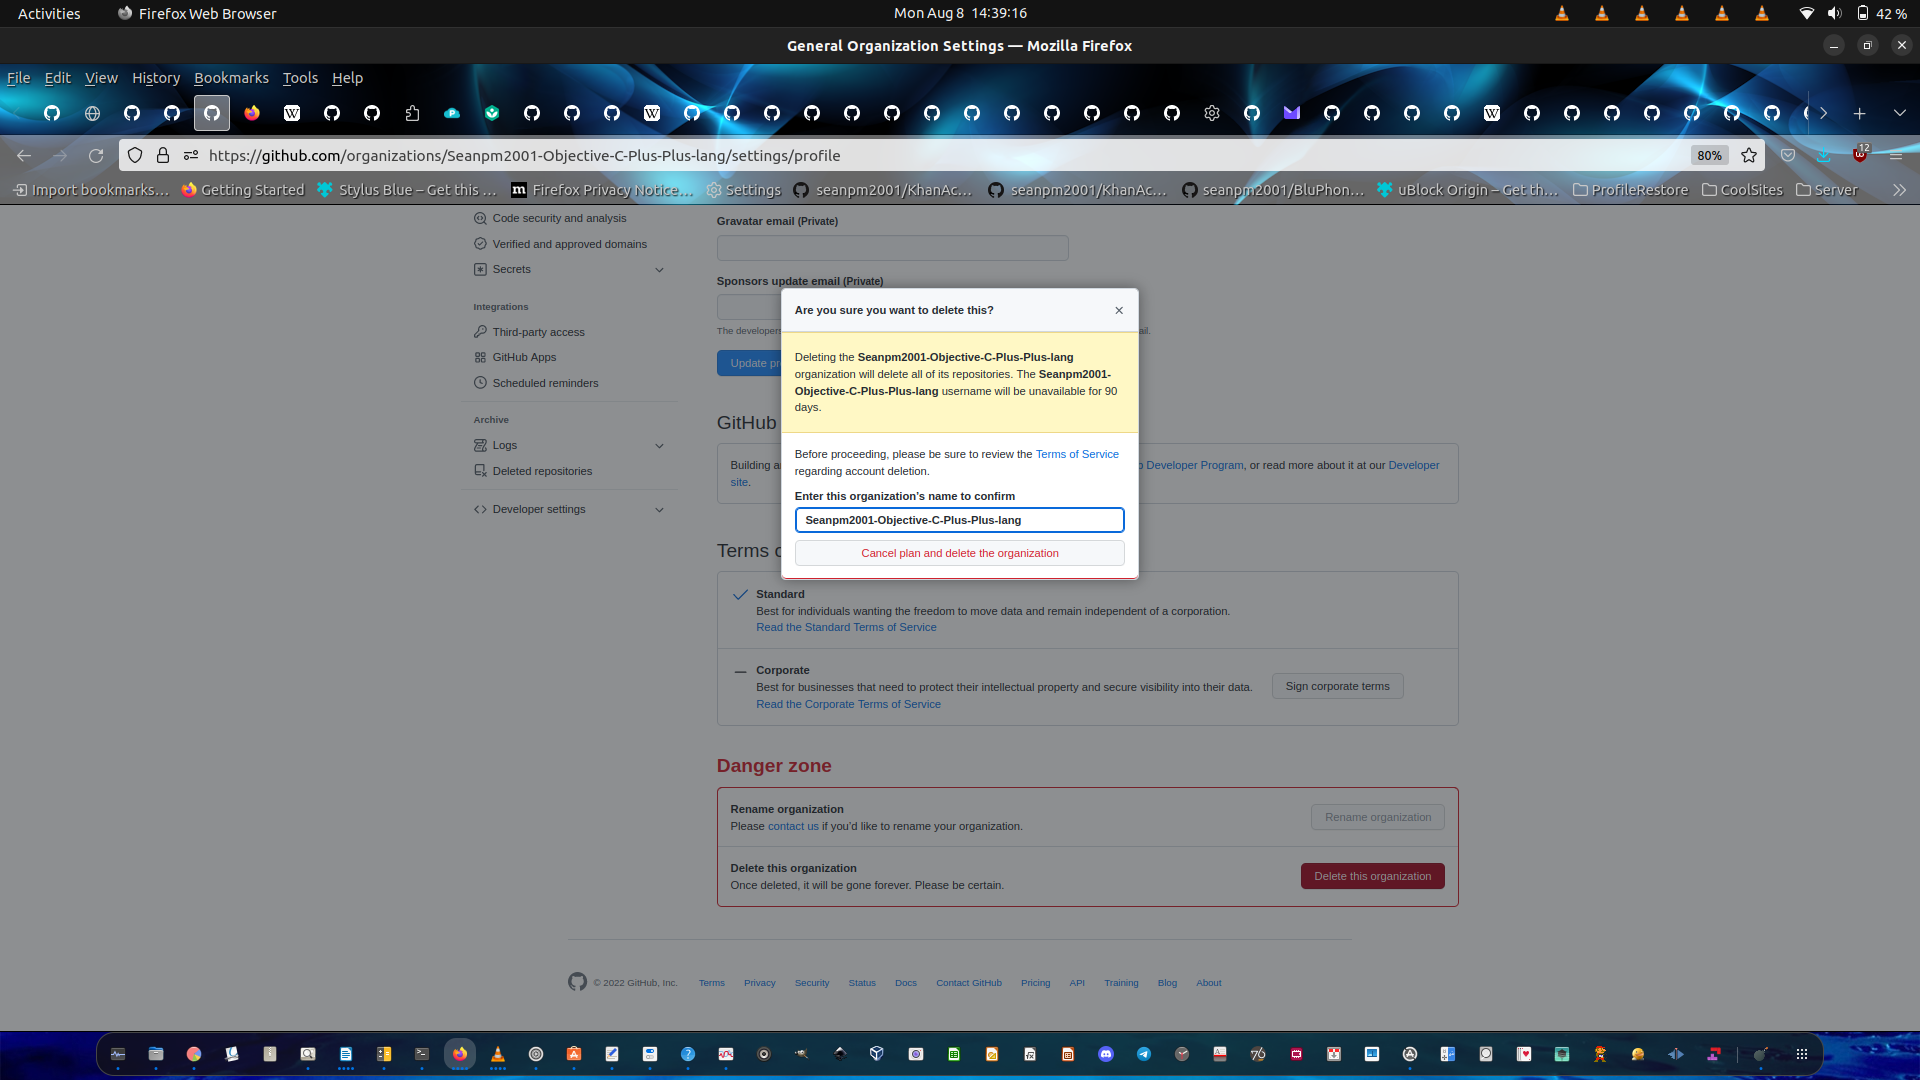 Activities
Firefox Web Browser
Mon Aug 8 14:39:16
42 %
General Organization Settings — Mozilla Firefox
File Edit View History Bookmarks Tools Help
https://github.com/organizations/Seanpm2001-Objective-C-Plus-Plus-lang/settings/profile
80%
12
Import bookmarks… Getting Started Stylus Blue – Get this … Firefox Privacy Notice… Settings seanpm2001/KhanAc… seanpm2001/KhanAc… seanpm2001/BluPhon… uBlock Origin – Get th… ProfileRestore CoolSites Server
Code security and analysis
Verified and approved domains
Secrets
Integrations
Third-party access
GitHub Apps
Scheduled reminders
Archive
Logs
Deleted repositories
Developer settings
Gravatar email (Private)
Sponsors update email (Private)
The developer
ail.
Update pr
Are you sure you want to delete this?
Deleting the Seanpm2001-Objective-C-Plus-Plus-lang
organization will delete all of its repositories. The Seanpm2001-
Objective-C-Plus-Plus-lang username will be unavailable for 90
days.
Before proceeding, please be sure to review the Terms of Service
regarding account deletion.
Enter this organization's name to confirm
Seanpm2001-Objective-C-Plus-Plus-lang
Cancel plan and delete the organization
GitHub
Building a
Developer Program, or read more about it at our Developer
site.
Terms o
Standard
Best for individuals wanting the freedom to move data and remain independent of a corporation.
Read the Standard Terms of Service
Corporate
Best for businesses that need to protect their intellectual property and secure visibility into their data.
Read the Corporate Terms of Service
Sign corporate terms
Danger zone
Rename organization
Please contact us if you'd like to rename your organization.
Rename organization
Delete this organization
Once deleted, it will be gone forever. Please be certain.
Delete this organization
© 2022 GitHub, Inc. Terms Privacy Security Status Docs Contact GitHub Pricing API Training Blog About